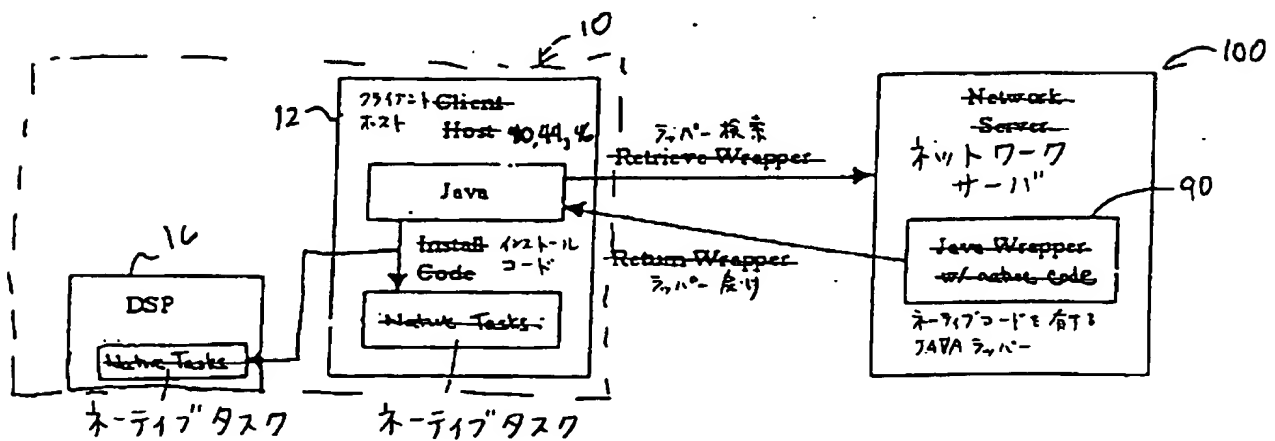 10
100
12
クライアント Client
ホスト Host 40,44,46
Java
Install インストール
Code コード
Native Tasks
ネーティブタスク
16
DSP
Native Tasks
ネーティブタスク
ラッパー検索
Retrieve Wrapper
Return Wrapper
ラッパー
Network
Server
ネットワーク
サーバ
90
Java Wrapper
w/ native code
ネーティブコードを有する
JAVA ラッパー